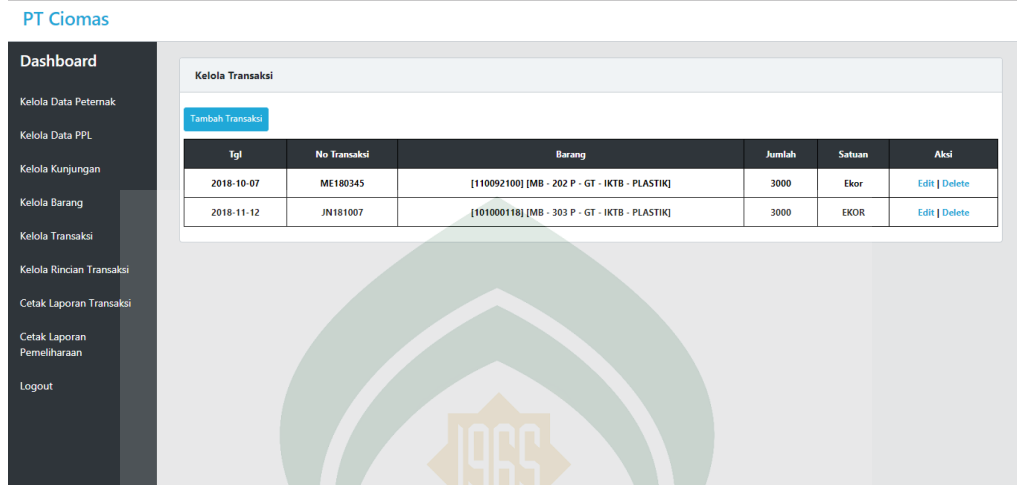 PT Ciomas
Dashboard
Kelola Data Peternak
Kelola Data PPL
Kelola Kunjungan
Kelola Barang
Kelola Transaksi
Kelola Rincian Transaksi
Cetak Laporan Transaksi
Cetak Laporan
Pemeliharaan
Logout
Kelola Transaksi
Tambah Transaksi
Tgl No Transaksi Barang Jumlah Satuan Aksi
2018-10-07 ME180345 [110092100] [MB - 202 P - GT - IKTB - PLASTIK] 3000 Ekor Edit | Delete
2018-11-12 JN181007 [101000118] [MB - 303 P - GT - IKTB - PLASTIK] 3000 EKOR Edit | Delete
1965